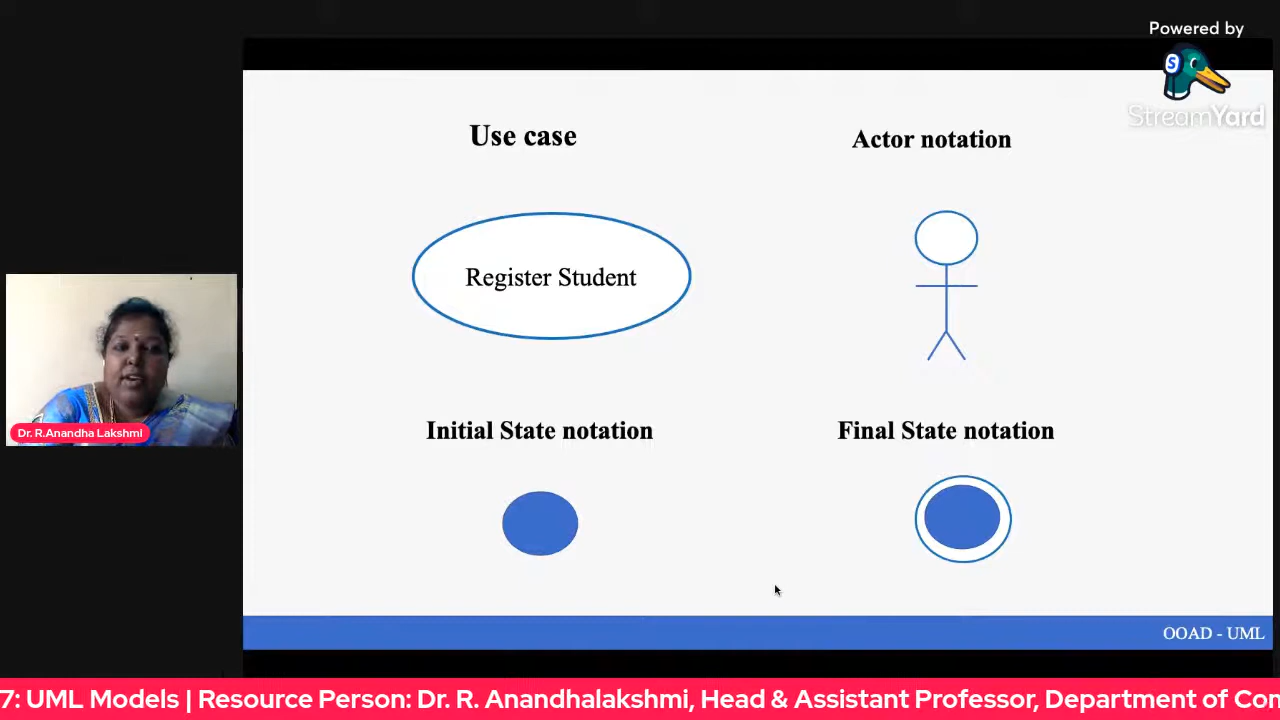 Powered by
S
StreamYard
Use case
Actor notation
Register Student
Initial State notation
Final State notation
Dr. R.Anandha Lakshmi
OOAD - UML
7: UML Models | Resource Person: Dr. R. Anandhalakshmi, Head & Assistant Professor, Department of Con